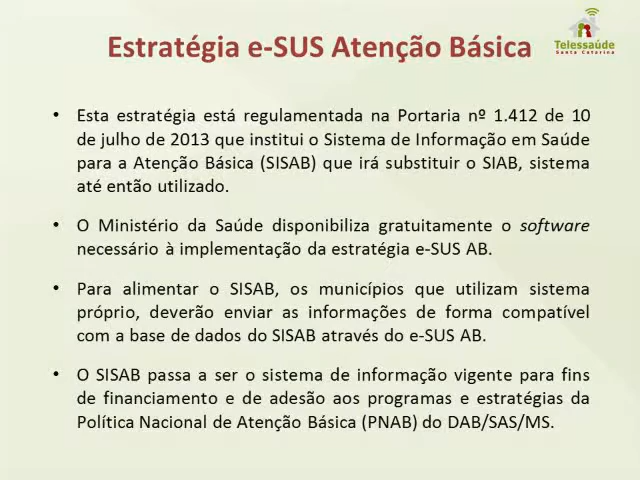 Estratégia e-SUS Atenção Básica
Telessaúde
Santa Catarina
• Esta estratégia está regulamentada na Portaria nº 1.412 de 10
de julho de 2013 que institui o Sistema de Informação em Saúde
para a Atenção Básica (SISAB) que irá substituir o SIAB, sistema
até então utilizado.
• O Ministério da Saúde disponibiliza gratuitamente o software
necessário à implementação da estratégia e-SUS AB.
• Para alimentar o SISAB, os municípios que utilizam sistema
próprio, deverão enviar as informações de forma compatível
com a base de dados do SISAB através do e-SUS AB.
• O SISAB passa a ser o sistema de informação vigente para fins
de financiamento e de adesão aos programas e estratégias da
Política Nacional de Atenção Básica (PNAB) do DAB/SAS/MS.